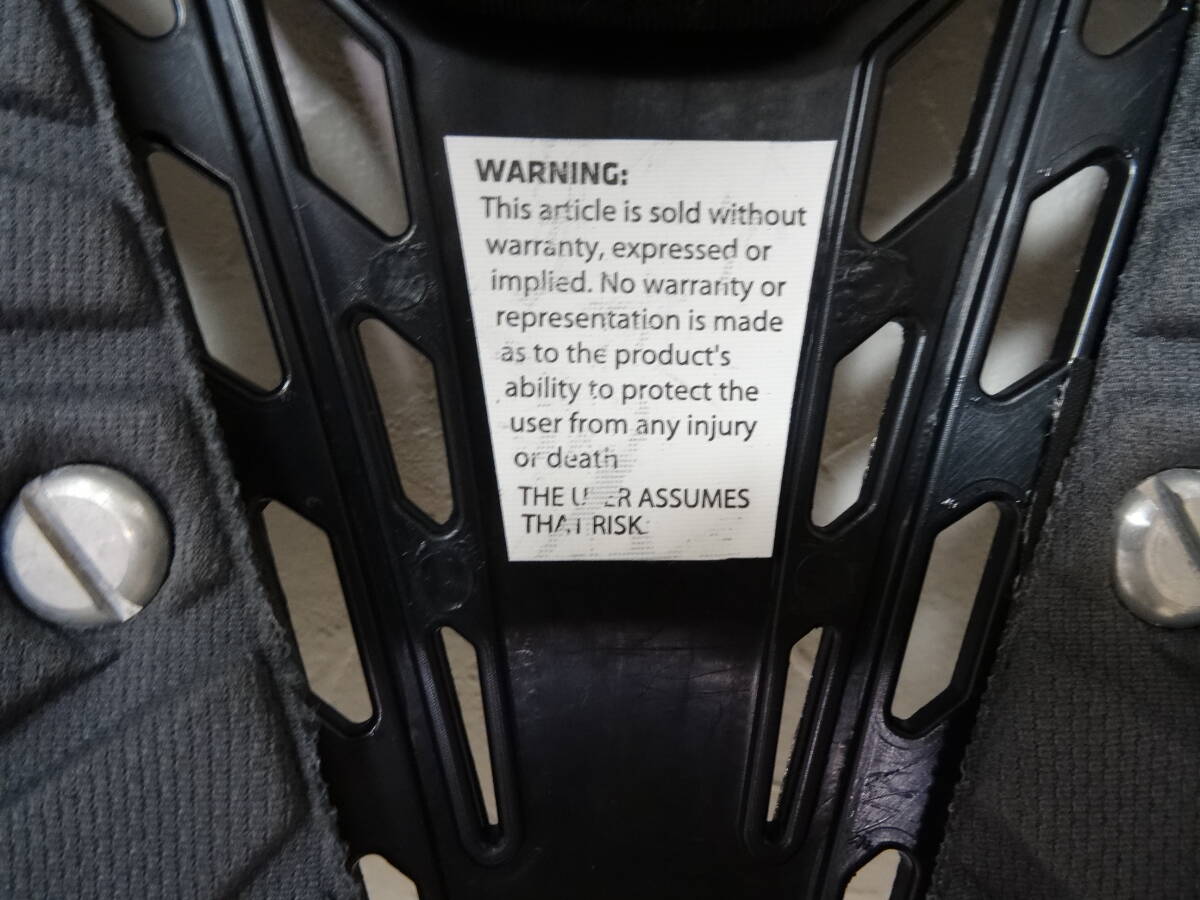 WARNING:
This article is sold without
warranty, expressed or
implied. No warranty or
representation is made
as to the product's
ability to protect the
user from any injury
or death
THE USER ASSUMES
THAT RISK.